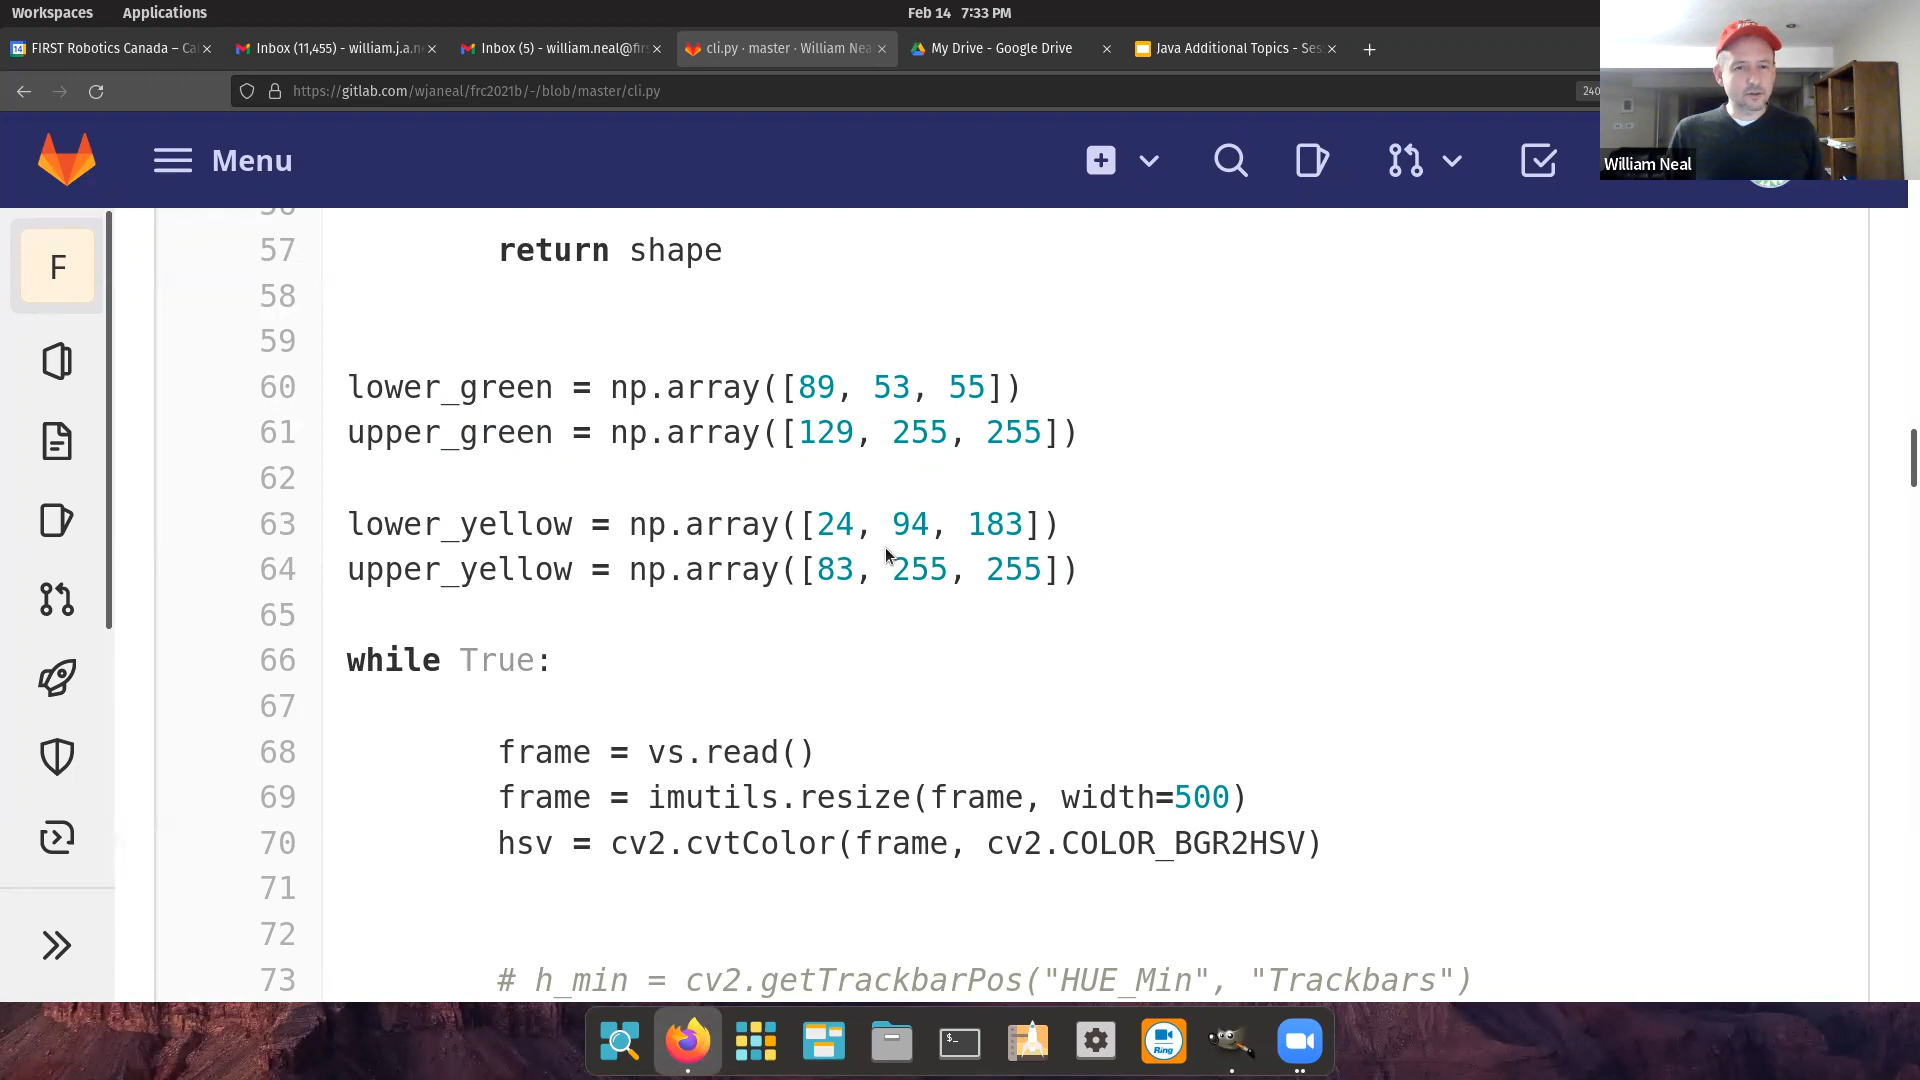 Workspaces Applications Feb 14 7:33 PM
FIRST Robotics Canada – Ca Inbox (11,455) - william.j.a.n Inbox (5) - william.neal@fir cli.py · master · William Nea My Drive - Google Drive Java Additional Topics - Ses
https://gitlab.com/wjaneal/frc2021b/-/blob/master/cli.py 240
Menu
William Neal
F
57 return shape
58
59
60 lower_green = np.array([89, 53, 55])
61 upper_green = np.array([129, 255, 255])
62
63 lower_yellow = np.array([24, 94, 183])
64 upper_yellow = np.array([83, 255, 255])
65
66 while True:
67
68 frame = vs.read()
69 frame = imutils.resize(frame, width=500)
70 hsv = cv2.cvtColor(frame, cv2.COLOR_BGR2HSV)
71
72
73 # h_min = cv2.getTrackbarPos("HUE_Min", "Trackbars")
$_
Ring